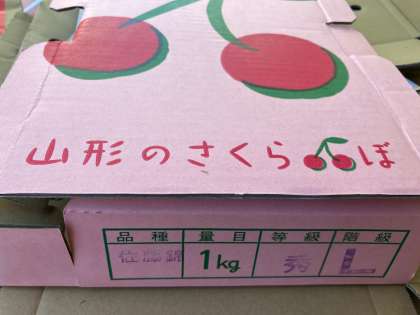 山形のさくらんぼ
品種 量目 等級 階級
佐藤錦 1kg 秀 L